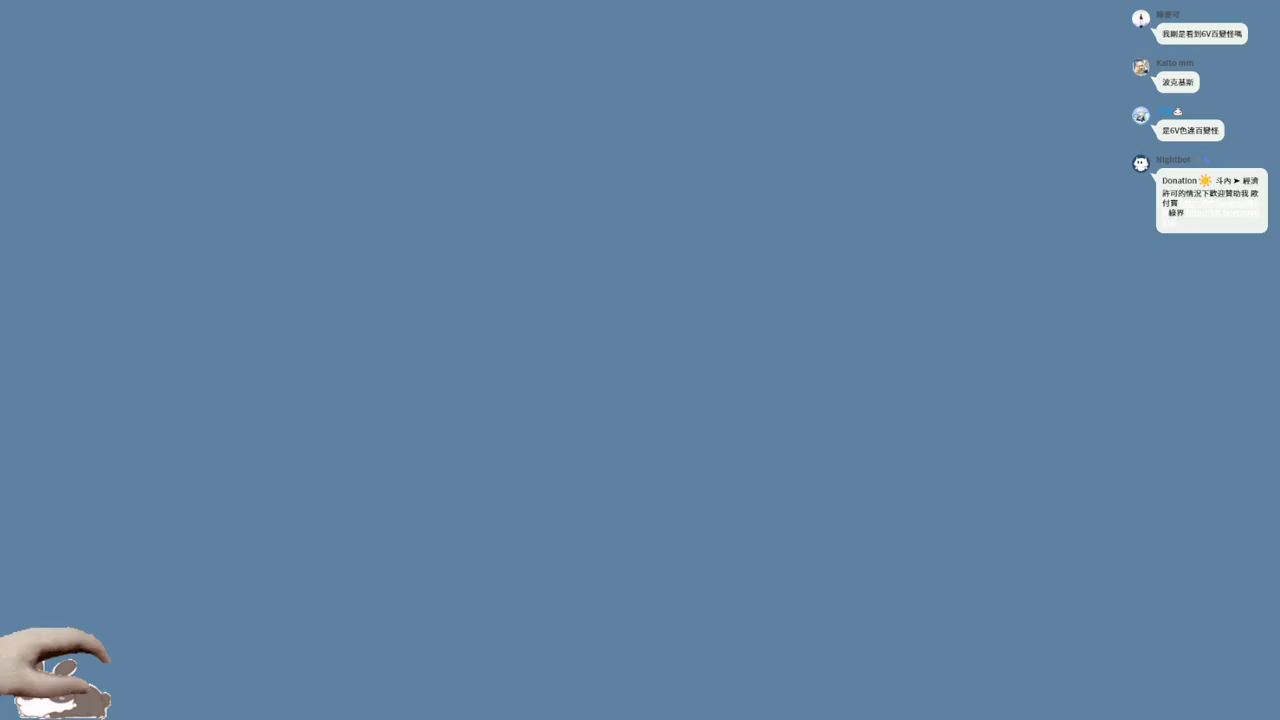 我剛是看到6V百變怪嗎
Kaito mm
波克基斯
是6V色違百變怪
Nightbot
Donation☀️ 斗內 ➤ 經濟
許可的情況下歡迎贊助我 歐
付寶
綠界